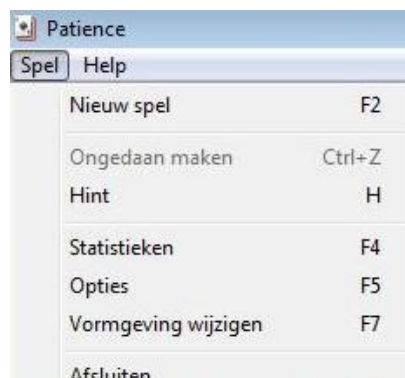 Patience
Spel Help
Nieuw spel F2
Ongedaan maken Ctrl+Z
Hint H
Statistieken F4
Opties F5
Vormgeving wijzigen F7
Afsluiten